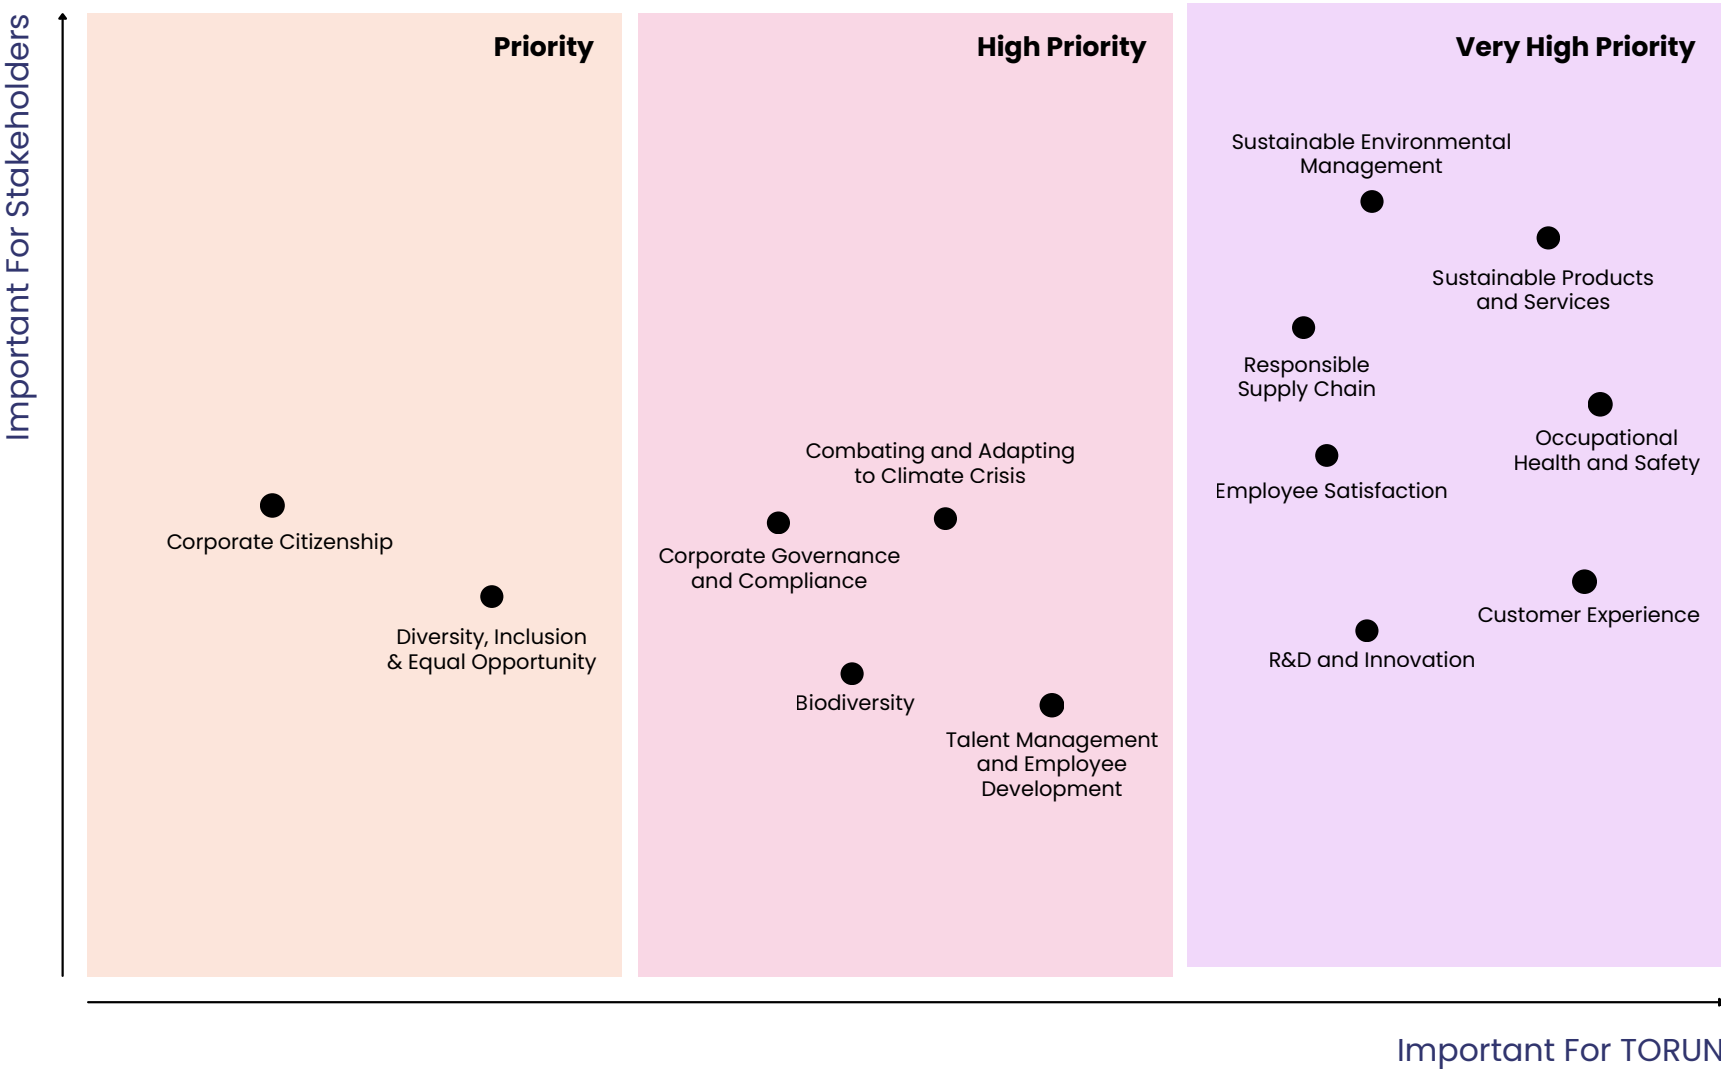 Important For Stakeholders
Priority
High Priority
Very High Priority
Sustainable Environmental
Management
Sustainable Products
and Services
Responsible
Supply Chain
Occupational
Health and Safety
Employee Satisfaction
Customer Experience
R&D and Innovation
Combating and Adapting
to Climate Crisis
Corporate Governance
and Compliance
Biodiversity
Talent Management
and Employee
Development
Corporate Citizenship
Diversity, Inclusion
& Equal Opportunity
Important For TORUN